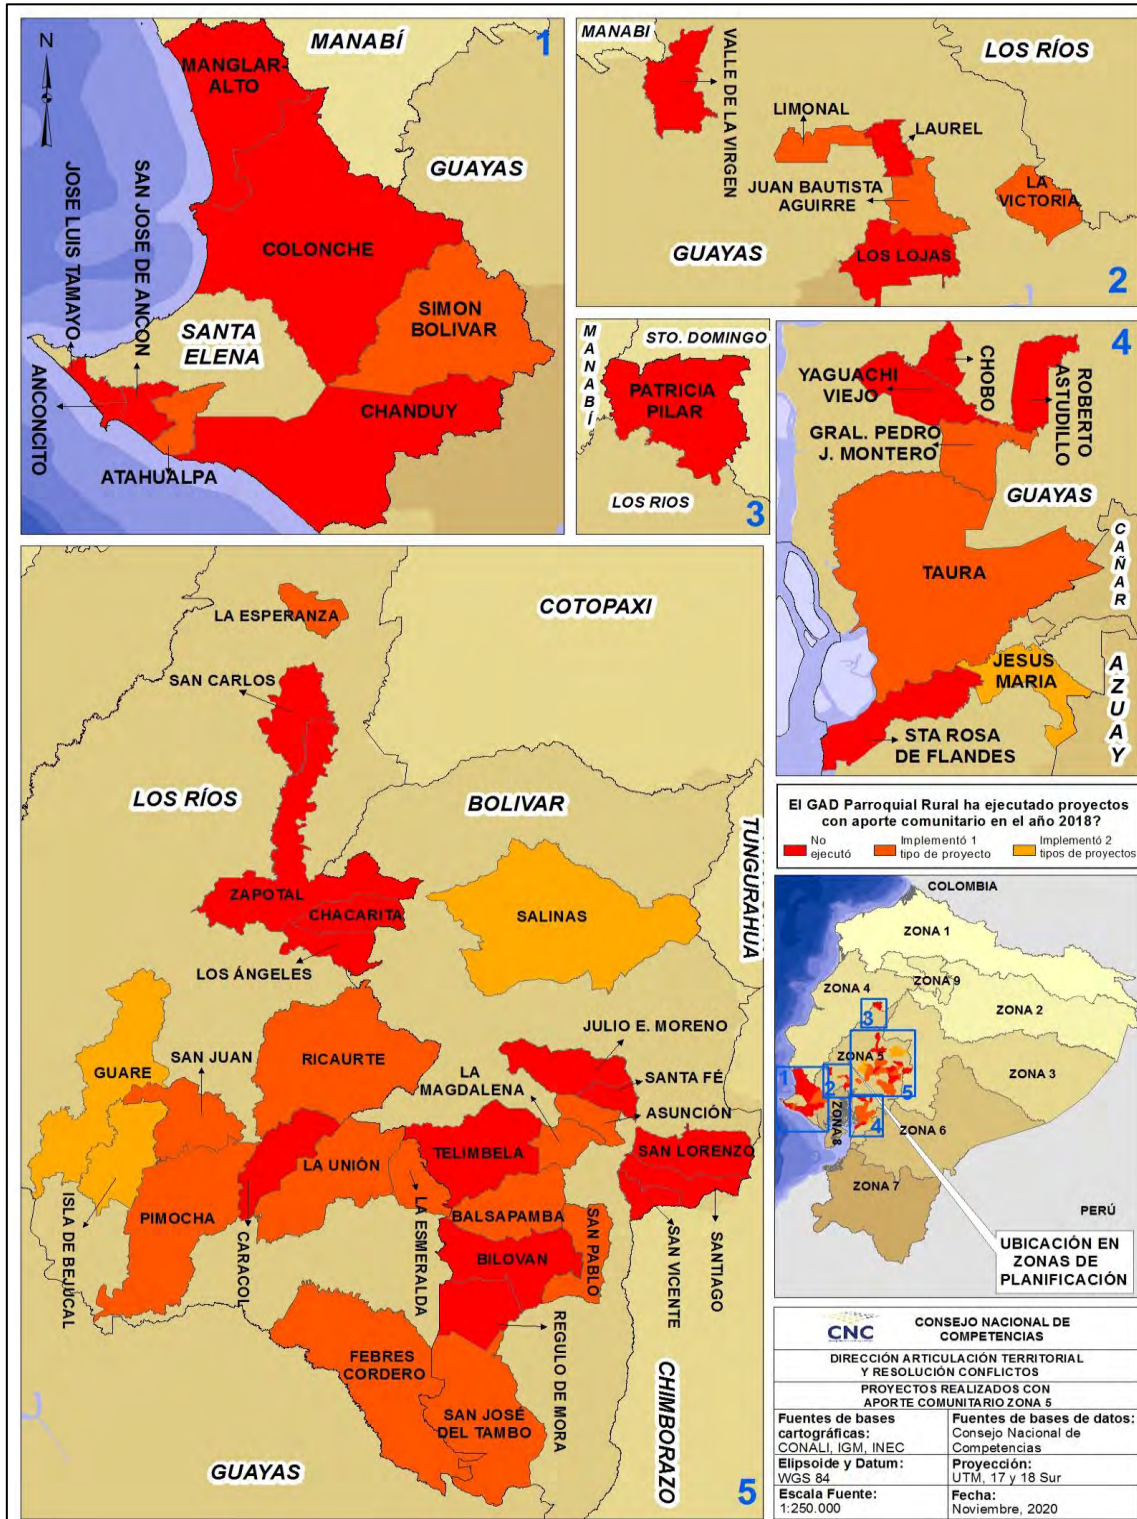 N
MANABÍ
1
MANGLAR-
ALTO
GUAYAS
JOSE LUIS TAMAYO
SAN JOSE DE ANCON
COLONCHE
SIMON
BOLIVAR
SANTA
ELENA
CHANDUY
ANCONCITO
ATAHUALPA
MANABI
VALLE DE LA VIRGEN
LOS RÍOS
LIMONAL
LAUREL
JUAN BAUTISTA
AGUIRRE
LA
VICTORIA
GUAYAS
LOS LOJAS
2
MANABÍ
STO. DOMINGO
PATRICIA
PILAR
LOS RIOS
3
4
YAGUACHI
VIEJO
CHOBO
ROBERTO
ASTUDILLO
GRAL. PEDRO
J. MONTERO
GUAYAS
CAÑAR
TAURA
JESUS
MARIA
AZUAY
STA ROSA
DE FLANDES
COTOPAXI
LA ESPERANZA
SAN CARLOS
LOS RÍOS
BOLIVAR
TUNGURAHUA
ZAPOTAL
CHACARITA
SALINAS
LOS ÁNGELES
JULIO E. MORENO
RICAURTE
GUARE
SAN JUAN
LA
MAGDALENA
SANTA FÉ
ASUNCIÓN
TELIMBELA
SAN LORENZO
LA UNIÓN
PIMOCHA
BALSAPAMBA
ISLA DE BEJUCAL
CARACOL
LA ESMERALDA
BILOVAN
SAN PABLO
SAN VICENTE
SANTIAGO
REGULO DE MORA
FEBRES
CORDERO
SAN JOSÉ
DEL TAMBO
CHIMBORAZO
GUAYAS
5
El GAD Parroquial Rural ha ejecutado proyectos
con aporte comunitario en el año 2018?
No
ejecutó
Implementó 1
tipo de proyecto
Implementó 2
tipos de proyectos
COLOMBIA
ZONA 1
ZONA 9
ZONA 4
ZONA 2
3
ZONA 5
1
2
5
ZONA 3
ZONA 8
4
ZONA 6
ZONA 7
PERÚ
UBICACIÓN EN
ZONAS DE
PLANIFICACIÓN
CNC
CONSEJO NACIONAL DE
COMPETENCIAS
DIRECCIÓN ARTICULACIÓN TERRITORIAL
Y RESOLUCIÓN CONFLICTOS
PROYECTOS REALIZADOS CON
APORTE COMUNITARIO ZONA 5
Fuentes de bases
cartográficas:
CONALI, IGM, INEC
Fuentes de bases de datos:
Consejo Nacional de
Competencias
Elipsoide y Datum:
WGS 84
Proyección:
UTM, 17 y 18 Sur
Escala Fuente:
1:250.000
Fecha:
Noviembre, 2020